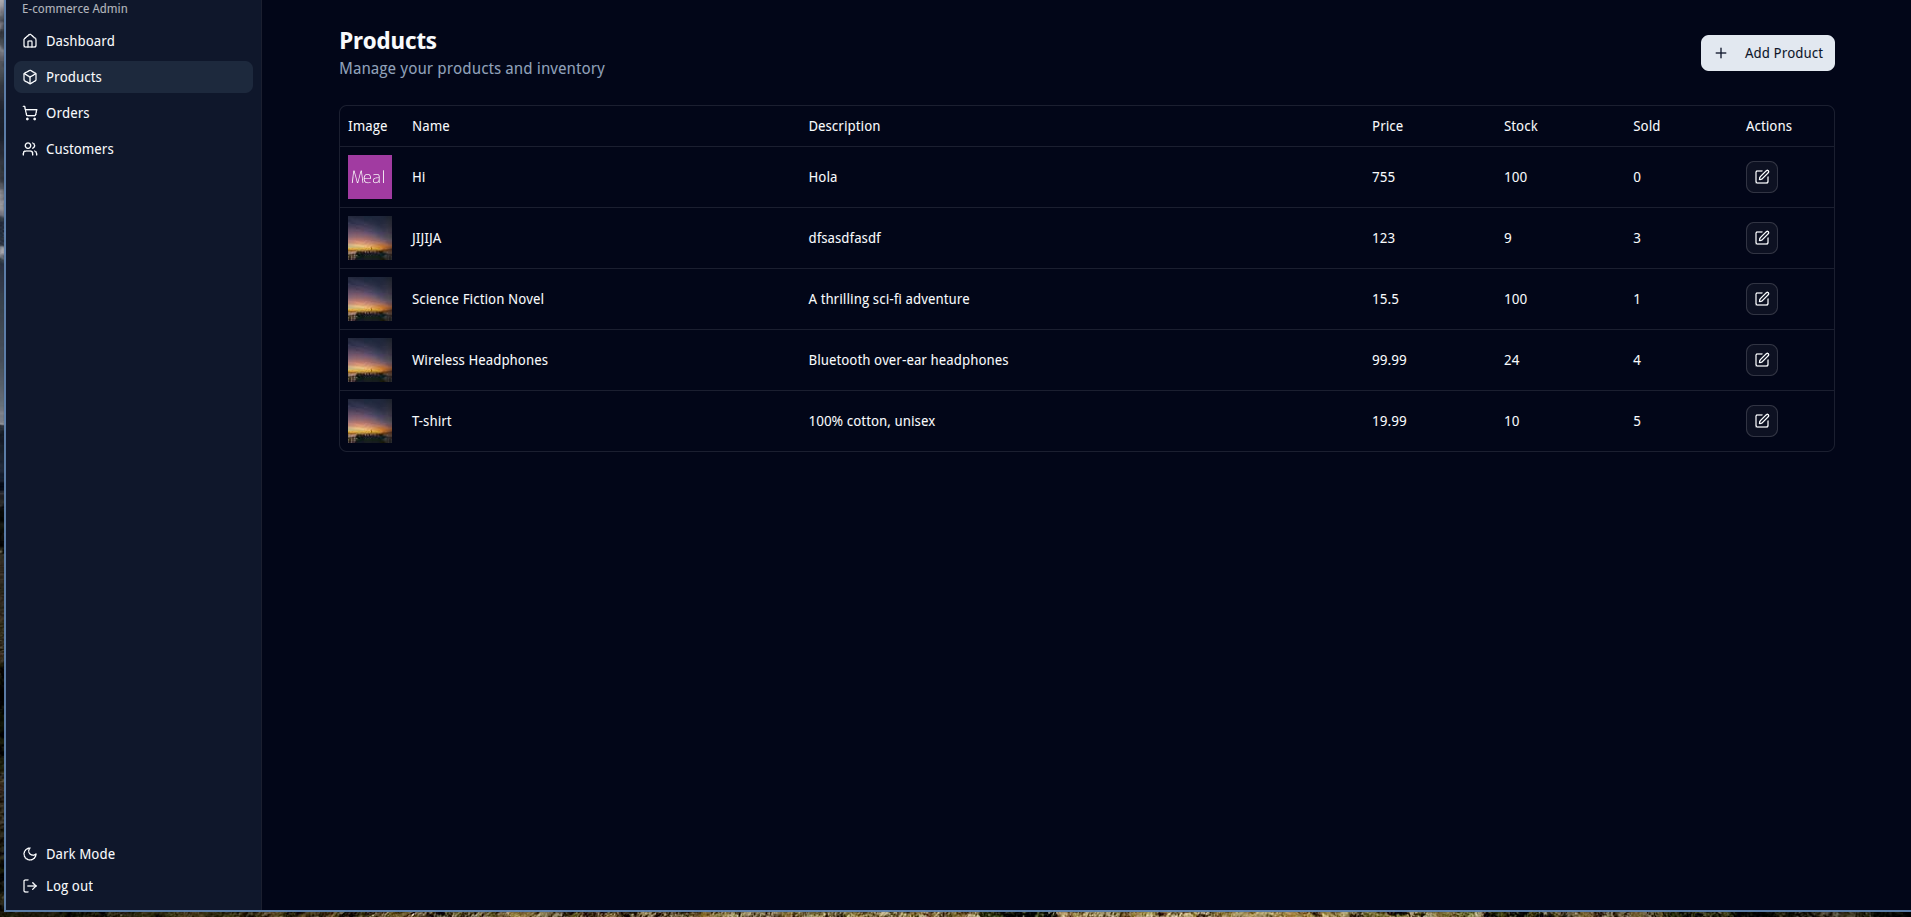 E-commerce Admin
Dashboard
Products
Orders
Customers
Dark Mode
Log out
Products
Manage your products and inventory
Add Product
Image Name Description Price Stock Sold Actions
Meal Hi Hola 755 100 0
JIJIJA dfsasdfasdf 123 9 3
Science Fiction Novel A thrilling sci-fi adventure 15.5 100 1
Wireless Headphones Bluetooth over-ear headphones 99.99 24 4
T-shirt 100% cotton, unisex 19.99 10 5